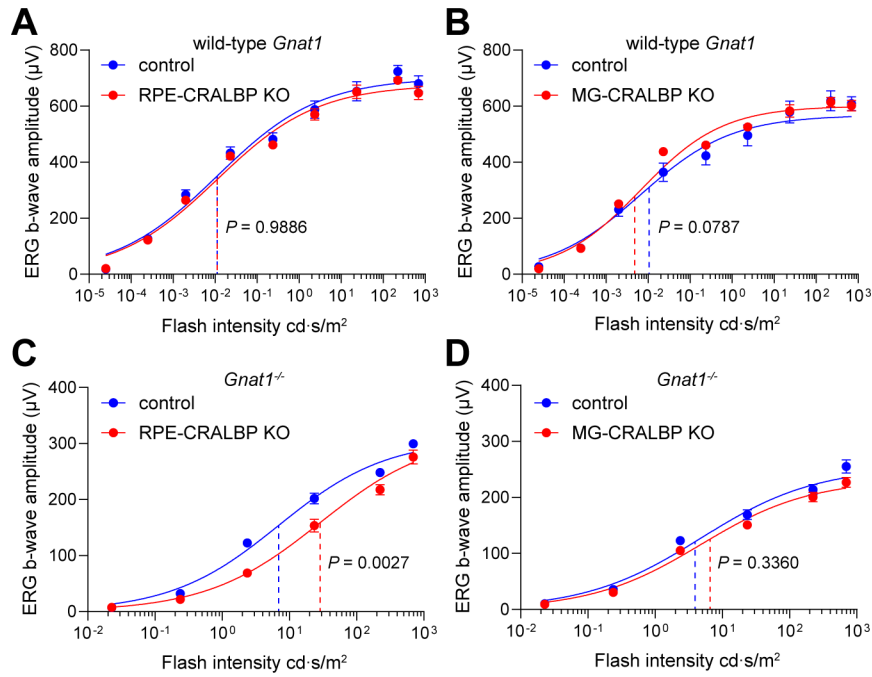 A
wild-type Gnat1
control
RPE-CRALBP KO
ERG b-wave amplitude (µV)
800
600
400
200
0
P = 0.9886
10⁻⁵ 10⁻⁴ 10⁻³ 10⁻² 10⁻¹ 10⁰ 10¹ 10² 10³
Flash intensity cd·s/m²
B
wild-type Gnat1
control
MG-CRALBP KO
ERG b-wave amplitude (µV)
800
600
400
200
0
P = 0.0787
10⁻⁵ 10⁻⁴ 10⁻³ 10⁻² 10⁻¹ 10⁰ 10¹ 10² 10³
Flash intensity cd·s/m²
C
Gnat1⁻/⁻
control
RPE-CRALBP KO
ERG b-wave amplitude (µV)
400
300
200
100
0
P = 0.0027
10⁻² 10⁻¹ 10⁰ 10¹ 10² 10³
Flash intensity cd·s/m²
D
Gnat1⁻/⁻
control
MG-CRALBP KO
ERG b-wave amplitude (µV)
400
300
200
100
0
P = 0.3360
10⁻² 10⁻¹ 10⁰ 10¹ 10² 10³
Flash intensity cd·s/m²